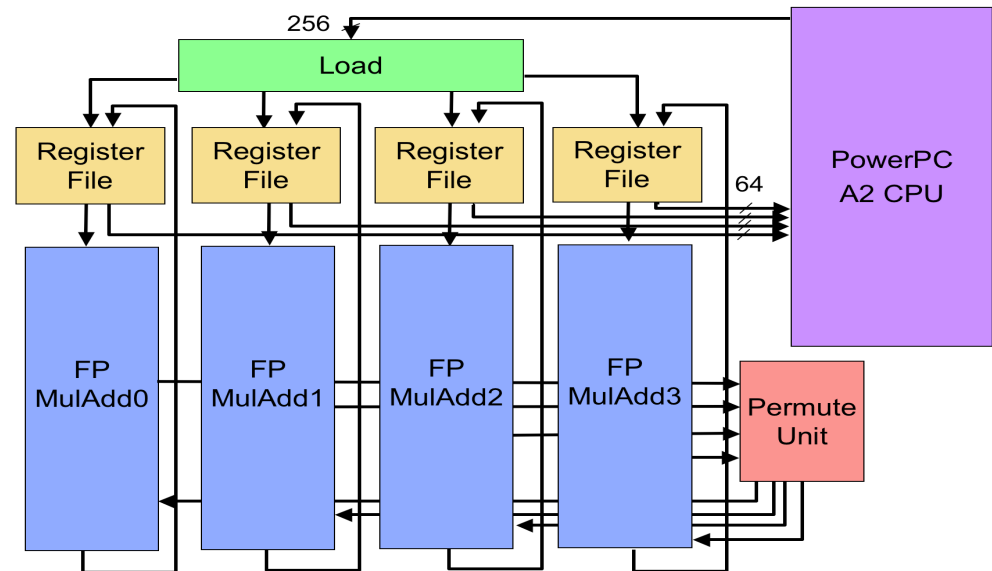 256
Load
Register
File
Register
File
Register
File
Register
File
64
PowerPC
A2 CPU
FP
MulAdd0
FP
MulAdd1
FP
MulAdd2
FP
MulAdd3
Permute
Unit